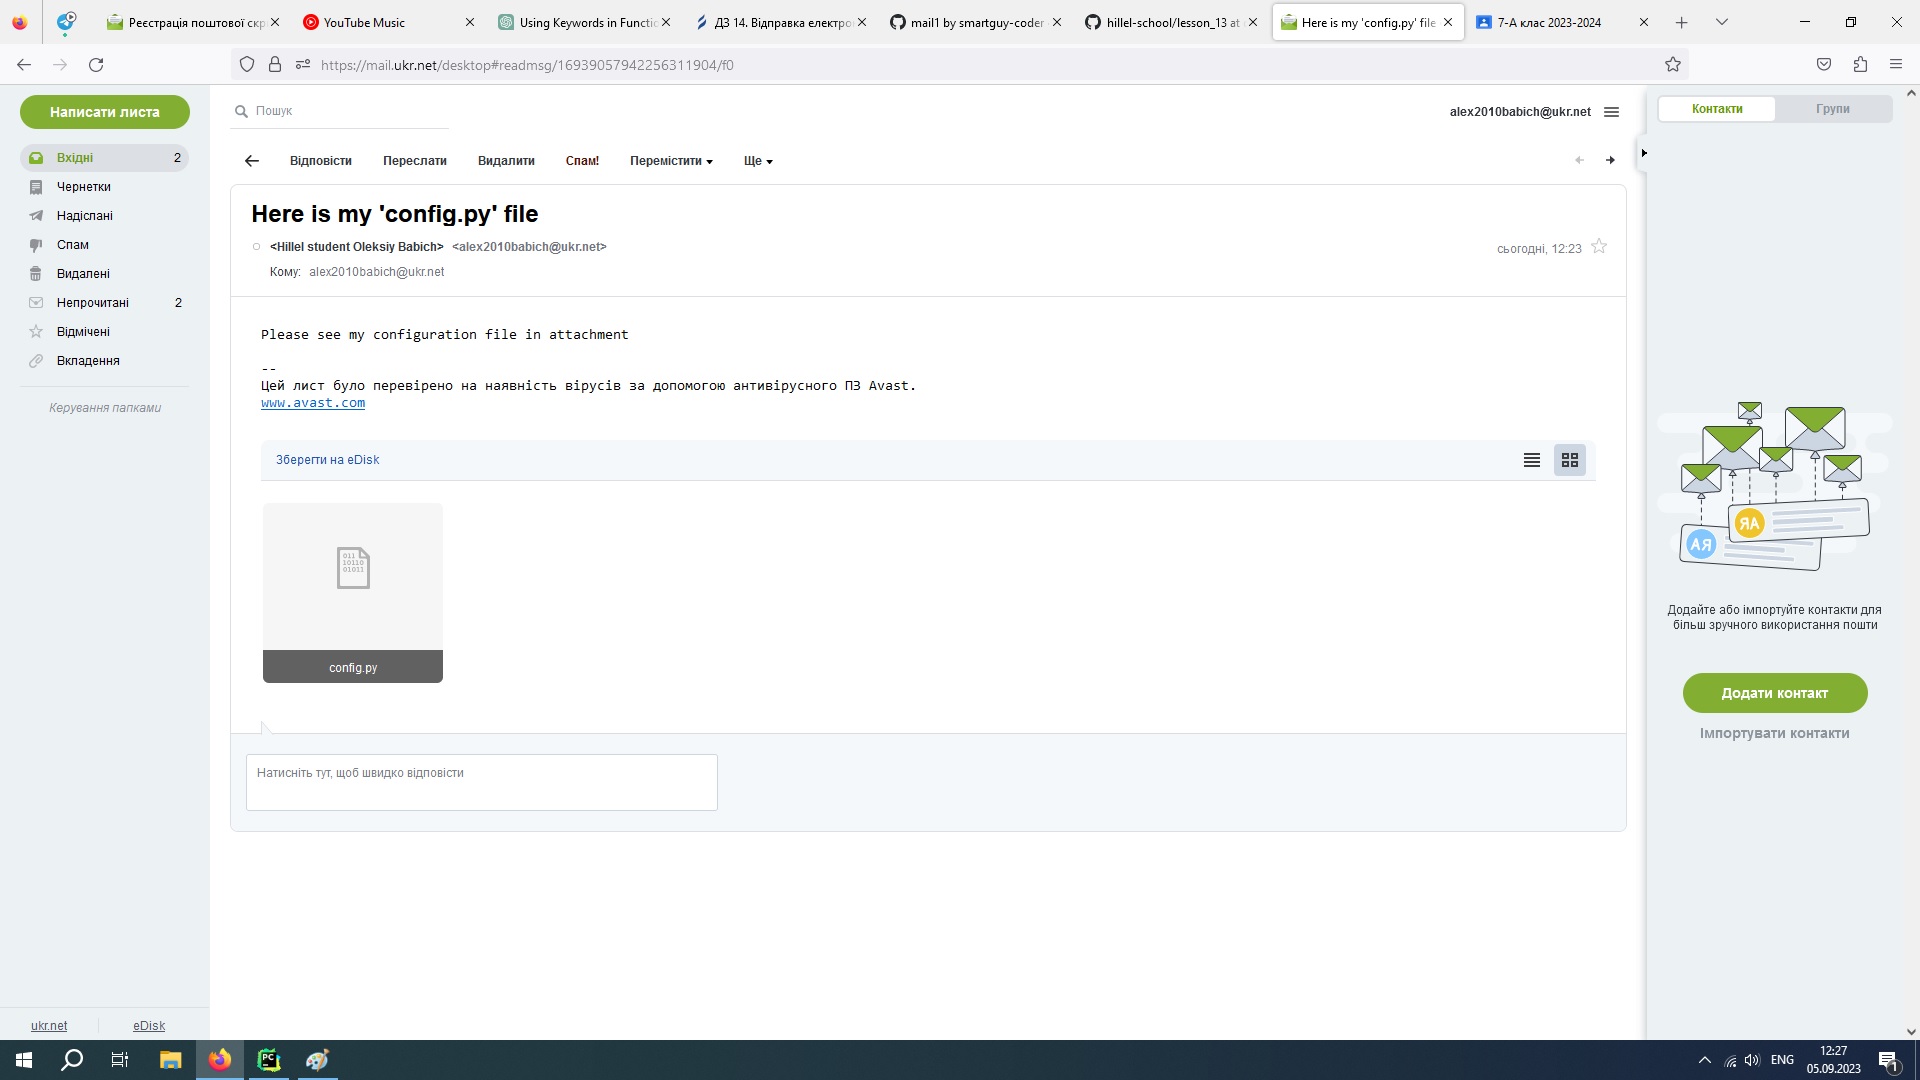 Реєстрація поштової скр
YouTube Music
Using Keywords in Functio
ДЗ 14. Відправка електро
mail1 by smartguy-coder
hillel-school/lesson_13 at
Here is my 'config.py' file
7-А клас 2023-2024
https://mail.ukr.net/desktop#readmsg/16939057942256311904/f0
Написати листа
Пошук
alex2010babich@ukr.net
Контакти
Групи
Вхідні 2
Чернетки
Надіслані
Спам
Видалені
Непрочитані 2
Відмічені
Вкладення
Керування папками
Відповісти
Переслати
Видалити
Спам!
Перемістити
Ще
Here is my 'config.py' file
<Hillel student Oleksiy Babich> <alex2010babich@ukr.net>
сьогодні, 12:23
Кому: alex2010babich@ukr.net
Please see my configuration file in attachment
--
Цей лист було перевірено на наявність вірусів за допомогою антивірусного ПЗ Avast.
www.avast.com
Зберегти на eDisk
011
10110
01011
config.py
Натисніть тут, щоб швидко відповісти
ЯА
АЯ
Додайте або імпортуйте контакти для
більш зручного використання пошти
Додати контакт
Імпортувати контакти
ukr.net
eDisk
PC
ENG
12:27
05.09.2023
1